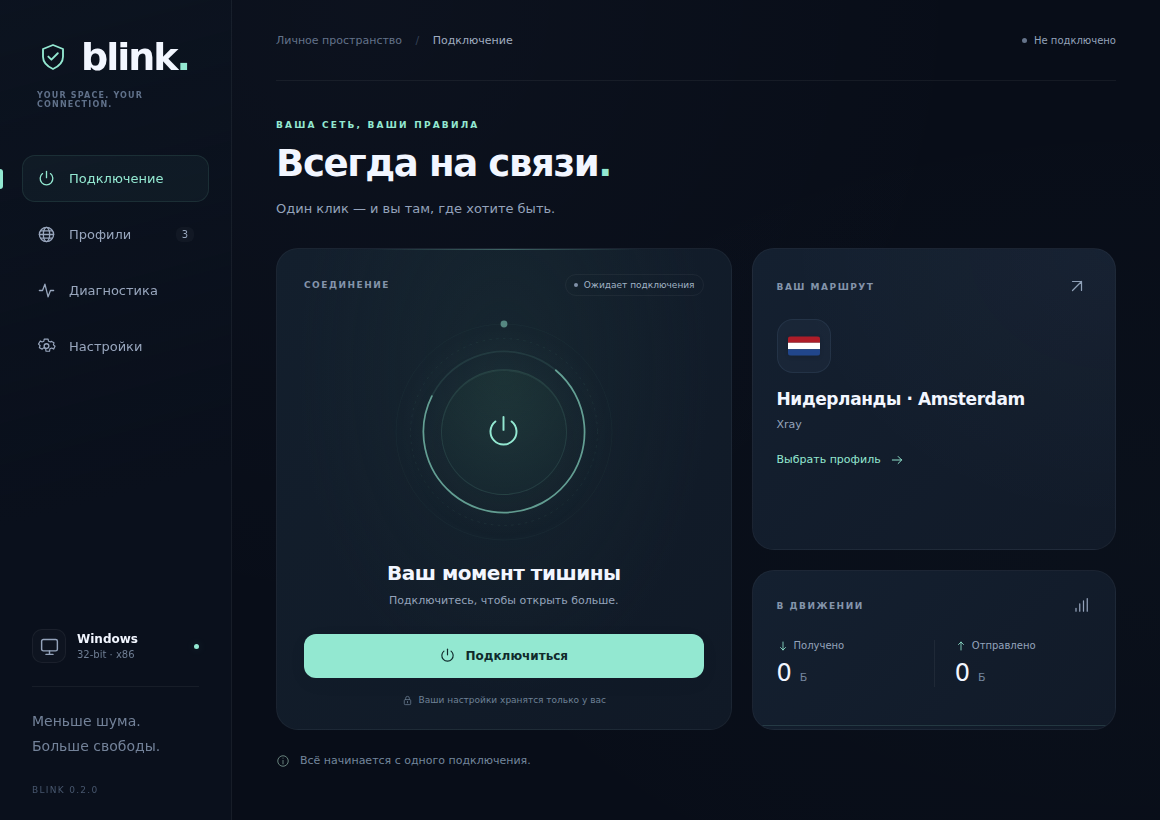 blink.
YOUR SPACE. YOUR
CONNECTION.
Подключение
Профили 3
Диагностика
Настройки
Windows
32-bit · x86
Меньше шума.
Больше свободы.
BLINK 0.2.0
Личное пространство / Подключение
Не подключено
ВАША СЕТЬ, ВАШИ ПРАВИЛА
Всегда на связи.
Один клик — и вы там, где хотите быть.
СОЕДИНЕНИЕ
Ожидает подключения
Ваш момент тишины
Подключитесь, чтобы открыть больше.
Подключиться
Ваши настройки хранятся только у вас
ВАШ МАРШРУТ
Нидерланды · Amsterdam
Xray
Выбрать профиль →
В ДВИЖЕНИИ
↓ Получено
0 Б
↑ Отправлено
0 Б
Всё начинается с одного подключения.